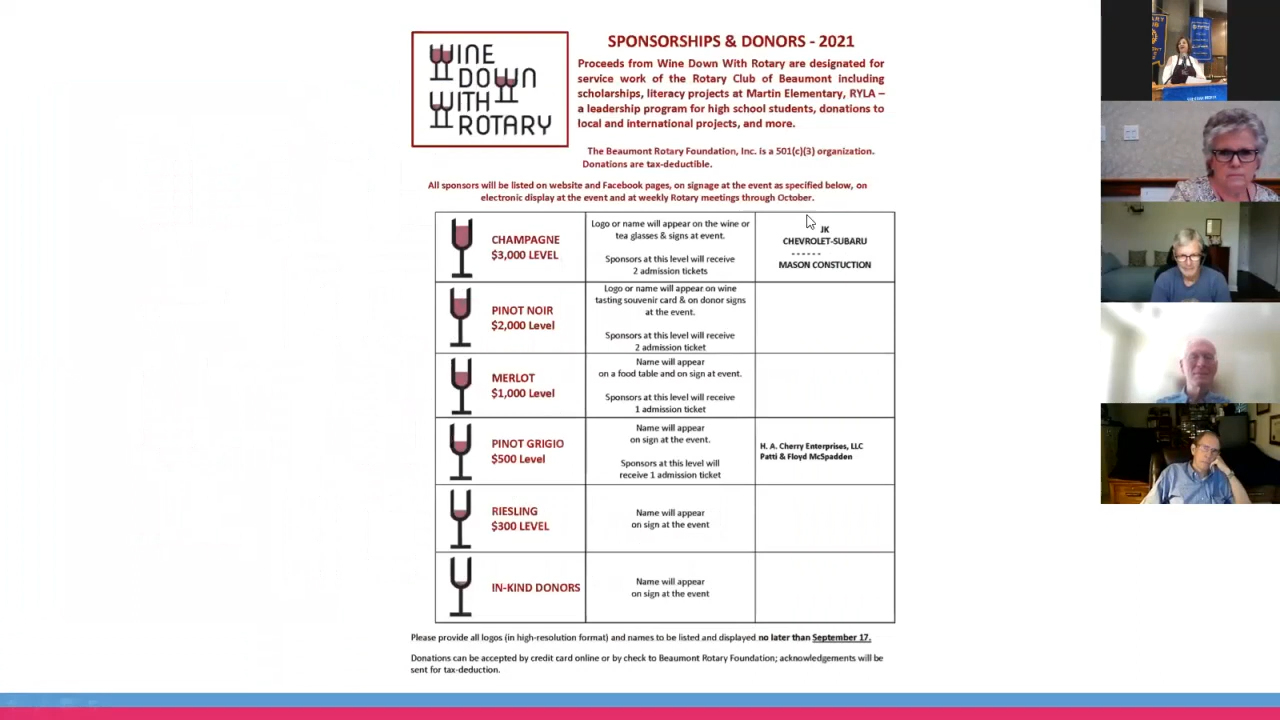 WINE
DOWN
WITH
ROTARY
SPONSORSHIPS & DONORS - 2021
Proceeds from Wine Down With Rotary are designated for
service work of the Rotary Club of Beaumont including
scholarships, literacy projects at Martin Elementary, RYLA –
a leadership program for high school students, donations to
local and international projects, and more.
The Beaumont Rotary Foundation, Inc. is a 501(c)(3) organization.
Donations are tax-deductible.
All sponsors will be listed on website and Facebook pages, on signage at the event as specified below, on
electronic display at the event and at weekly Rotary meetings through October.
CHAMPAGNE
$3,000 LEVEL
Logo or name will appear on the wine or
tea glasses & signs at event.
Sponsors at this level will receive
2 admission tickets
JK
CHEVROLET-SUBARU
------
MASON CONSTUCTION
PINOT NOIR
$2,000 Level
Logo or name will appear on wine
tasting souvenir card & on donor signs
at the event.
Sponsors at this level will receive
2 admission ticket
MERLOT
$1,000 Level
Name will appear
on a food table and on sign at event.
Sponsors at this level will receive
1 admission ticket
PINOT GRIGIO
$500 Level
Name will appear
on sign at the event.
Sponsors at this level will
receive 1 admission ticket
H. A. Cherry Enterprises, LLC
Patti & Floyd McSpadden
RIESLING
$300 LEVEL
Name will appear
on sign at the event
IN-KIND DONORS
Name will appear
on sign at the event
Please provide all logos (in high-resolution format) and names to be listed and displayed no later than September 17.
Donations can be accepted by credit card online or by check to Beaumont Rotary Foundation; acknowledgements will be
sent for tax-deduction.